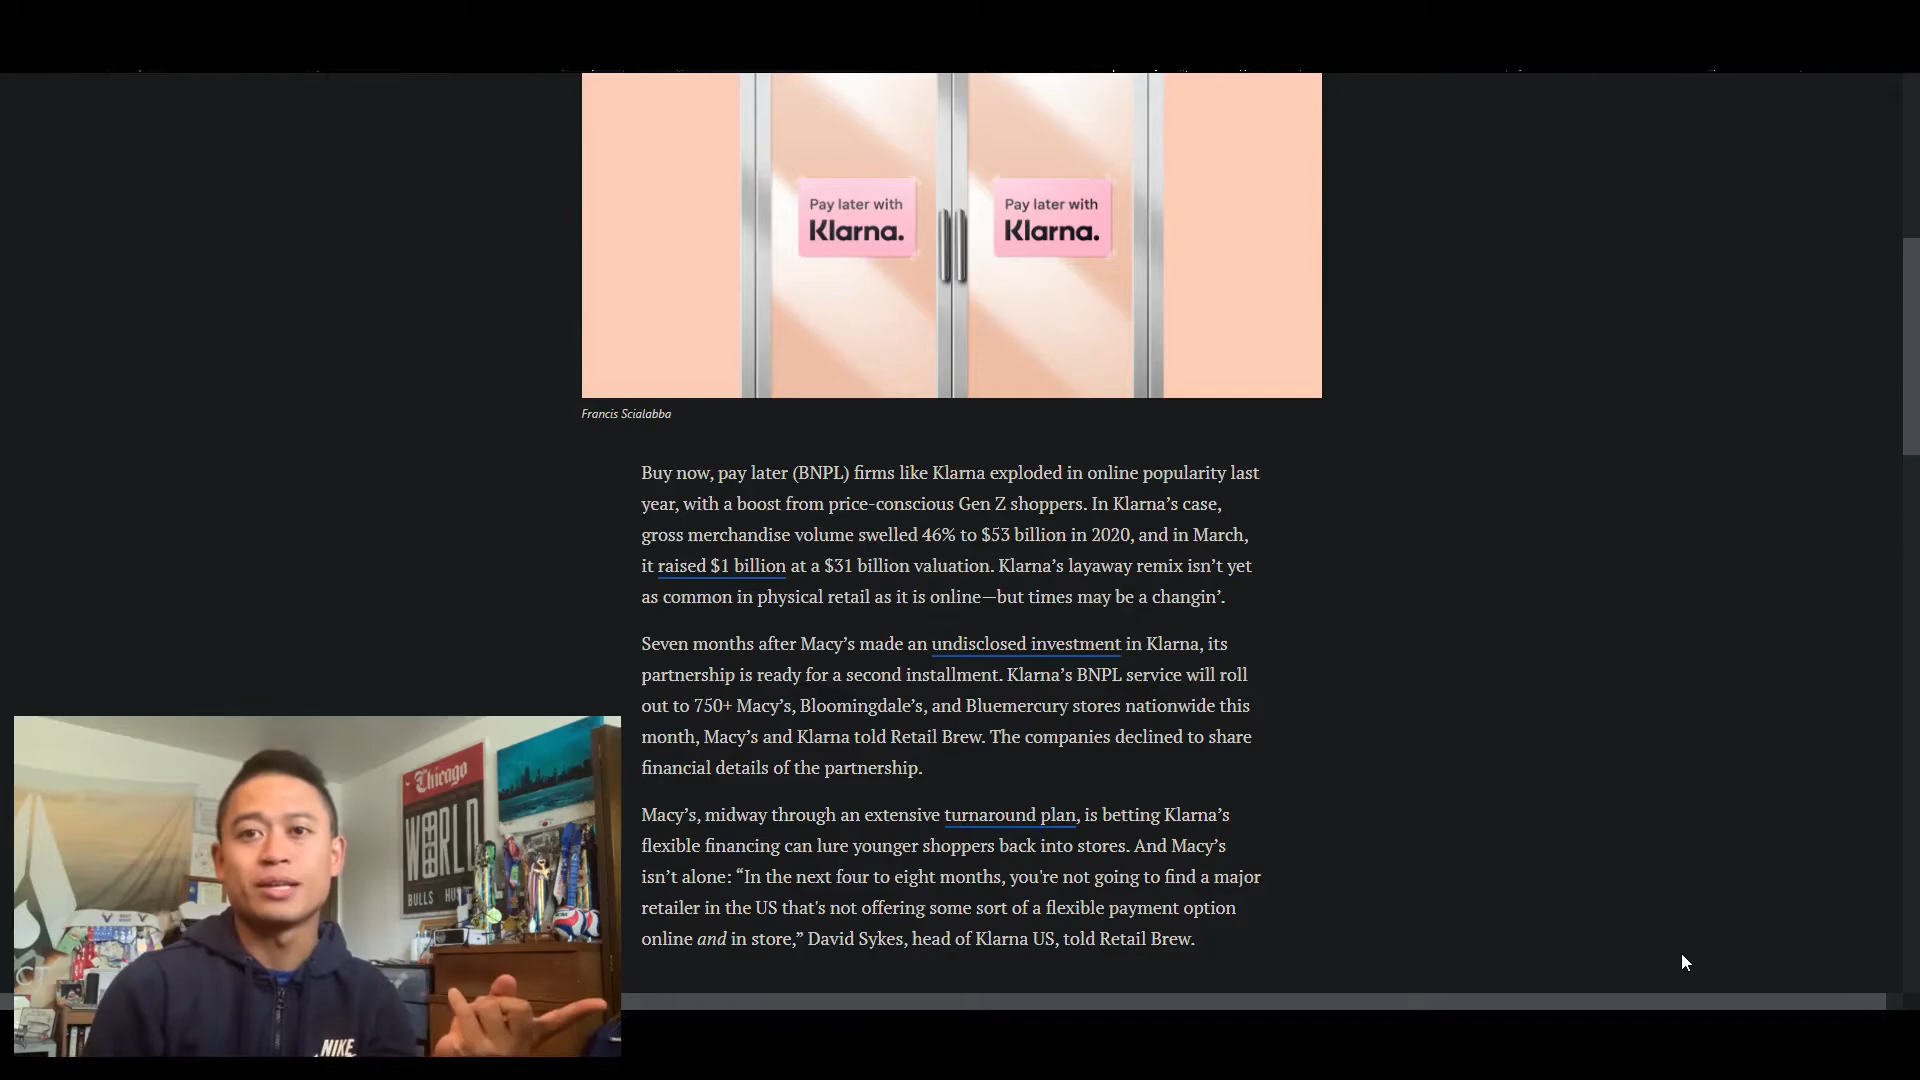 Pay later with
Klarna.
Pay later with
Klarna.
Francis Scialabba
Buy now, pay later (BNPL) firms like Klarna exploded in online popularity last
year, with a boost from price-conscious Gen Z shoppers. In Klarna’s case,
gross merchandise volume swelled 46% to $53 billion in 2020, and in March,
it raised $1 billion at a $31 billion valuation. Klarna’s layaway remix isn’t yet
as common in physical retail as it is online—but times may be a changin’.
Seven months after Macy’s made an undisclosed investment in Klarna, its
partnership is ready for a second installment. Klarna’s BNPL service will roll
out to 750+ Macy’s, Bloomingdale’s, and Bluemercury stores nationwide this
month, Macy’s and Klarna told Retail Brew. The companies declined to share
financial details of the partnership.
Macy’s, midway through an extensive turnaround plan, is betting Klarna’s
flexible financing can lure younger shoppers back into stores. And Macy’s
isn’t alone: “In the next four to eight months, you're not going to find a major
retailer in the US that's not offering some sort of a flexible payment option
online and in store,” David Sykes, head of Klarna US, told Retail Brew.
Chicago
WORLD
BULLS
CT
NIKE